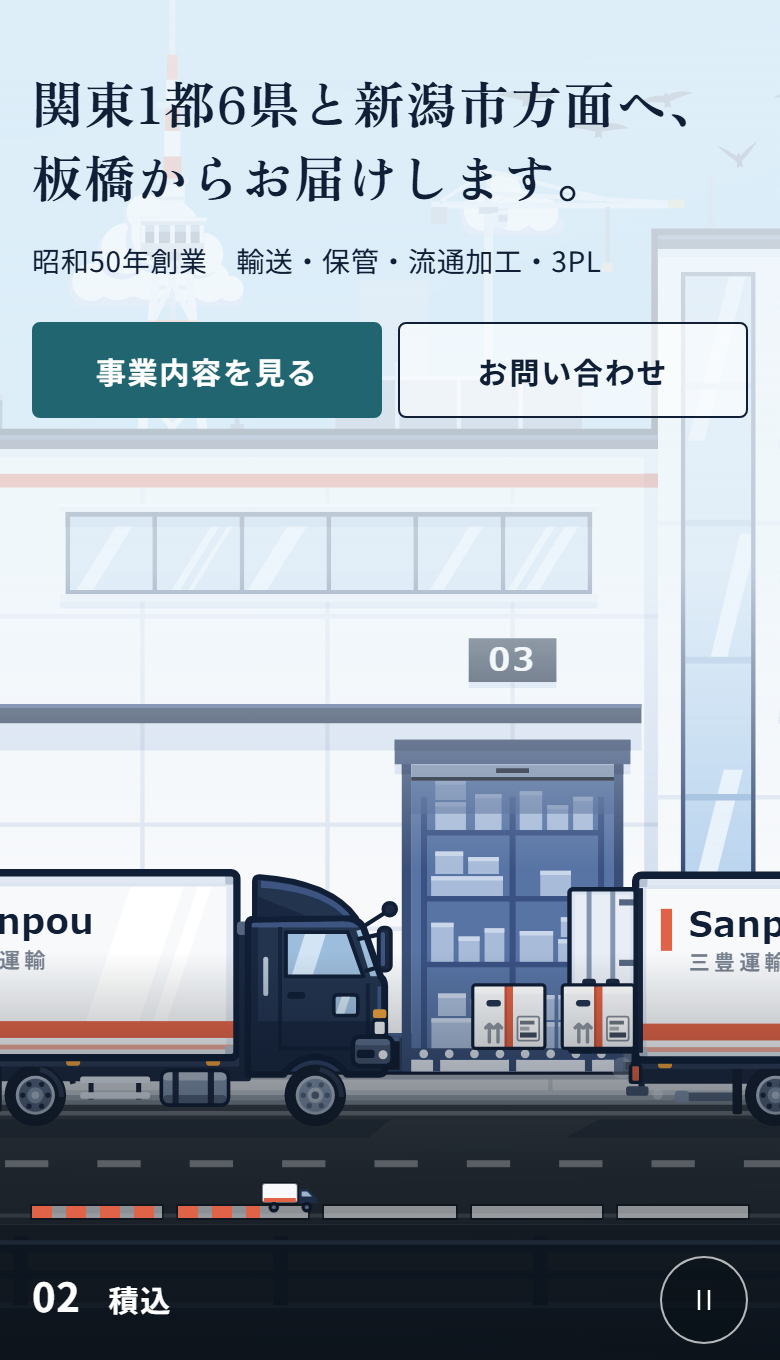 関東1都6県と新潟市方面へ、
板橋からお届けします。
昭和50年創業　輸送・保管・流通加工・3PL
事業内容を見る
お問い合わせ
03
npou
運輸
Sanp
三豊運輸
02 積込